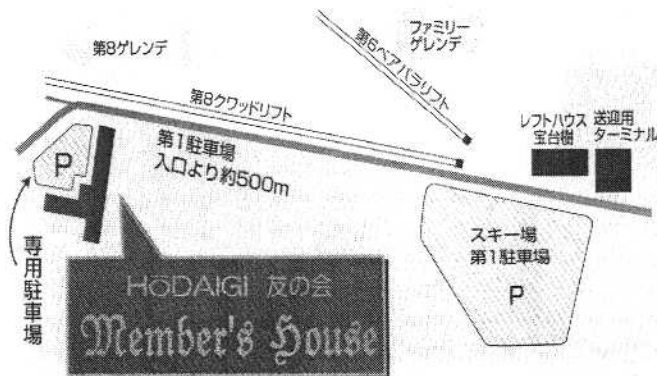 第8ゲレンデ
ファミリー
ゲレンデ
第6ペアパラリフト
第8クワッドリフト
第1駐車場
入口より約500m
レフトハウス
宝台樹
送迎用
ターミナル
P
専用駐車場
スキー場
第1駐車場
P
HōDAIGI 友の会
Member's House